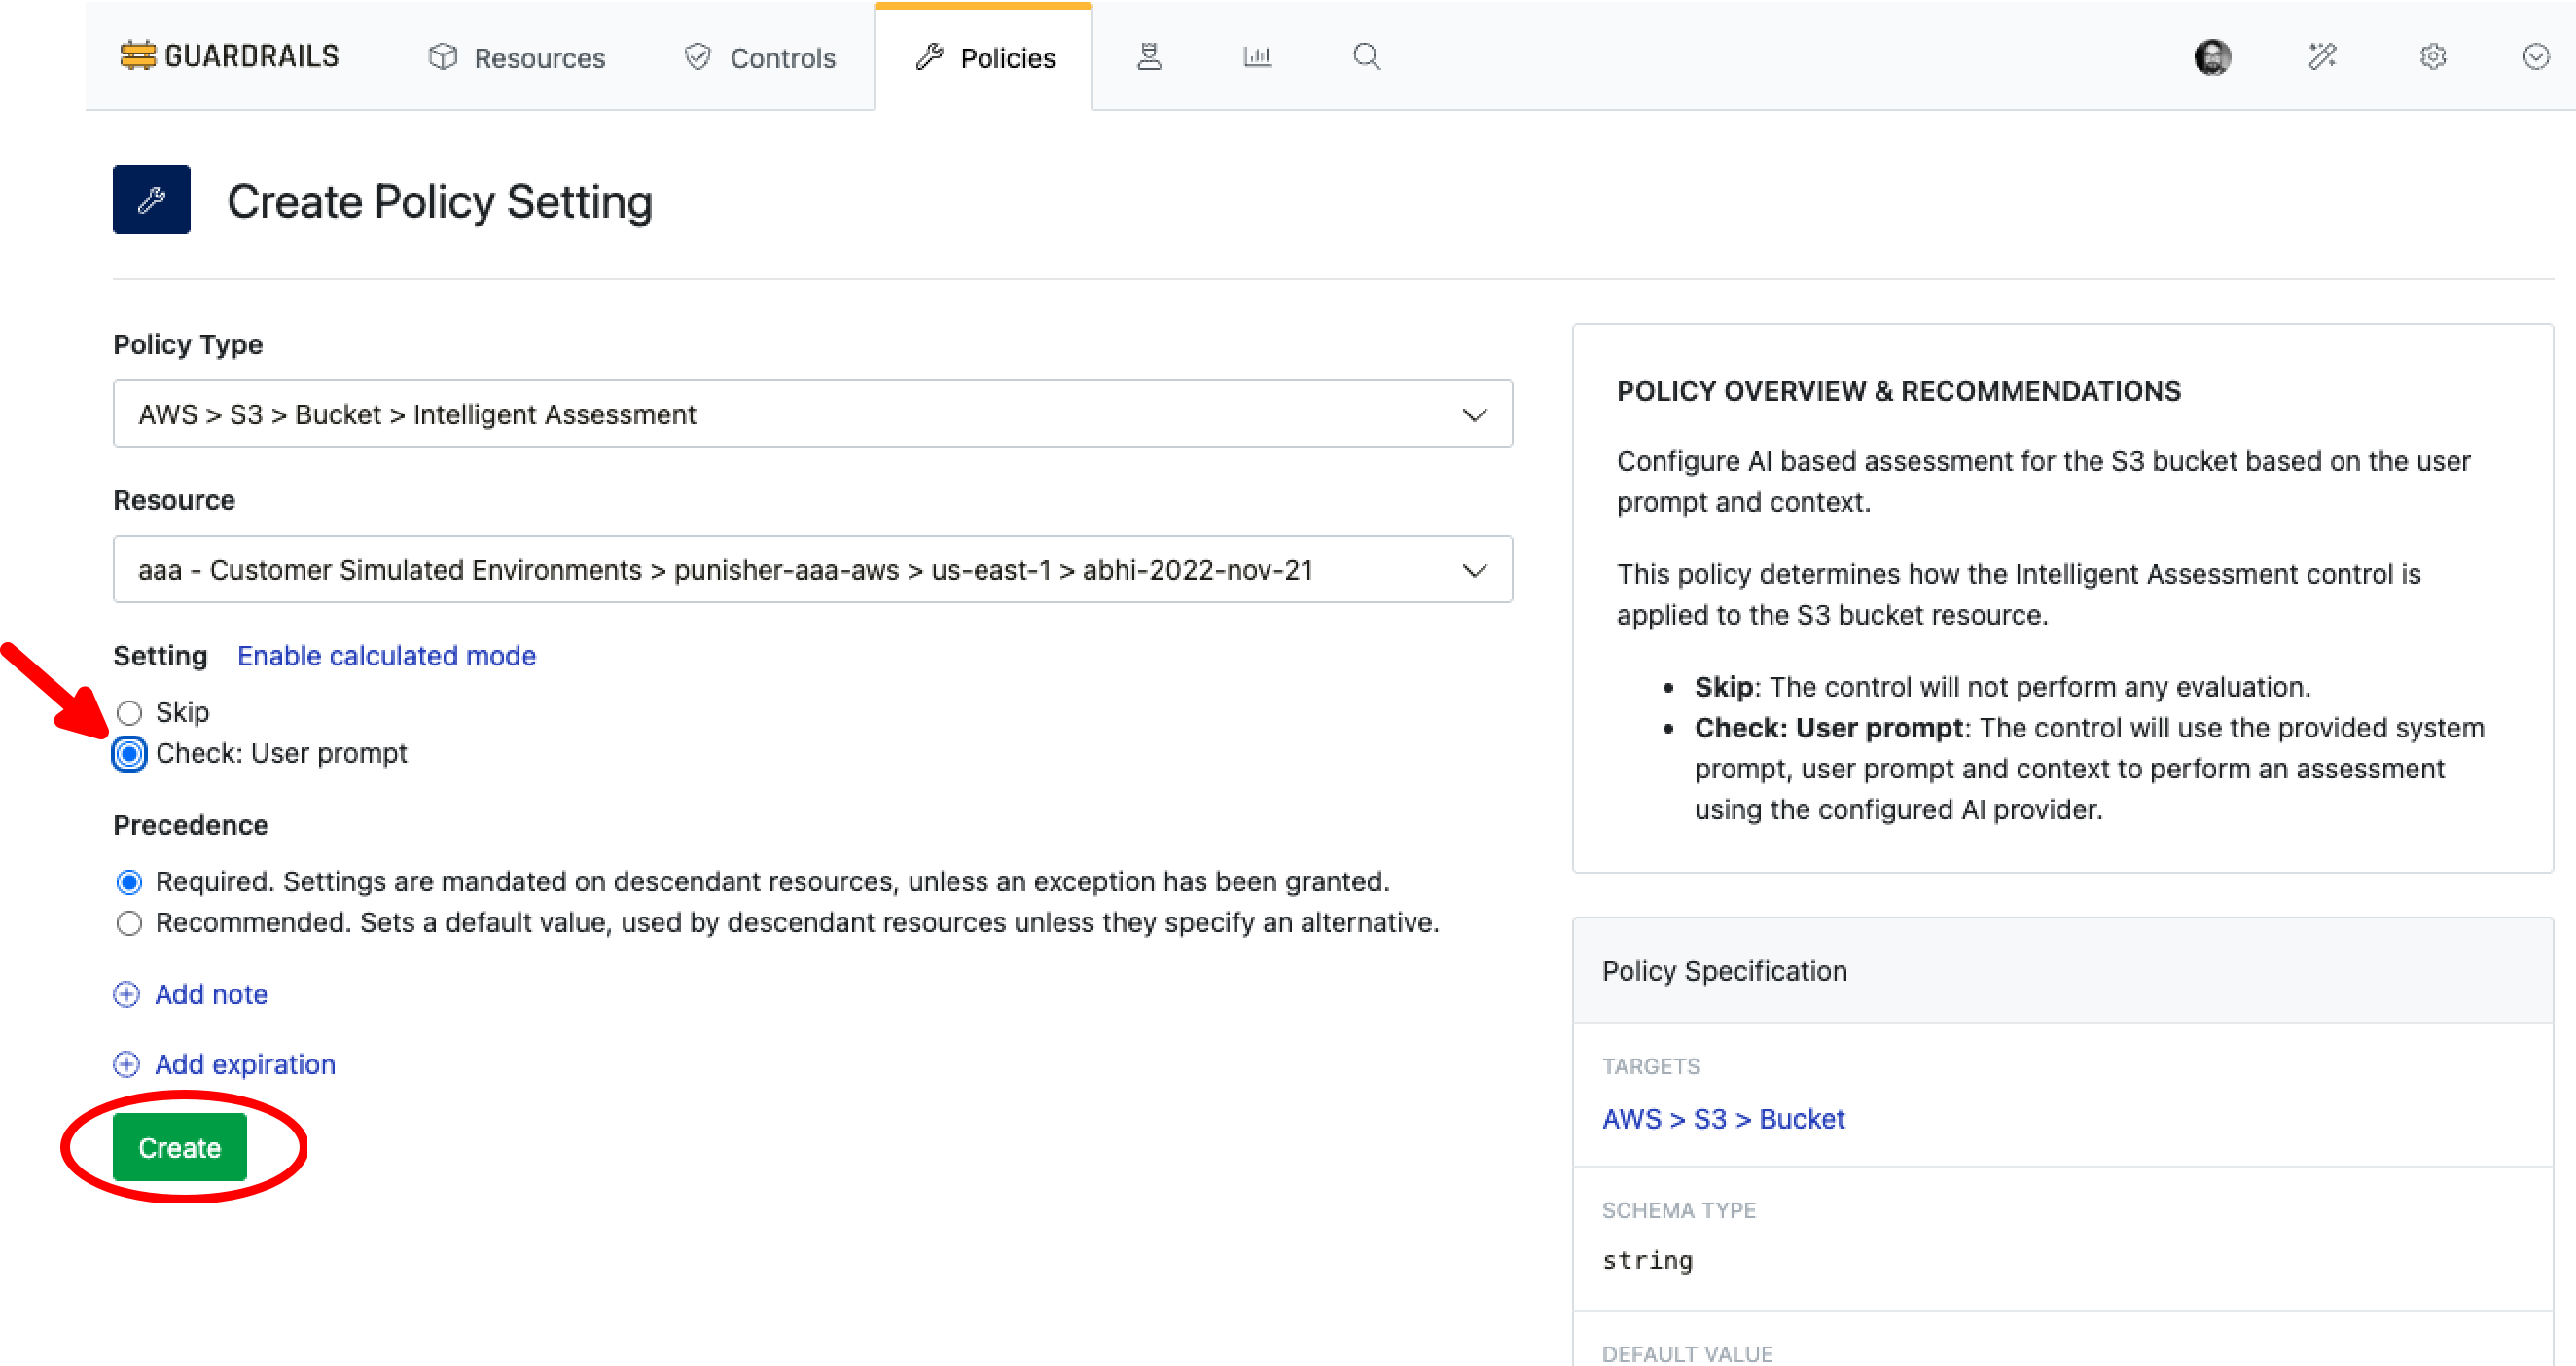 GUARDRAILS
Resources
Controls
Policies
Create Policy Setting
Policy Type
AWS > S3 > Bucket > Intelligent Assessment
Resource
aaa - Customer Simulated Environments > punisher-aaa-aws > us-east-1 > abhi-2022-nov-21
Setting Enable calculated mode
Skip
Check: User prompt
Precedence
Required. Settings are mandated on descendant resources, unless an exception has been granted.
Recommended. Sets a default value, used by descendant resources unless they specify an alternative.
Add note
Add expiration
Create
POLICY OVERVIEW & RECOMMENDATIONS
Configure AI based assessment for the S3 bucket based on the user
prompt and context.
This policy determines how the Intelligent Assessment control is
applied to the S3 bucket resource.
• Skip: The control will not perform any evaluation.
• Check: User prompt: The control will use the provided system
prompt, user prompt and context to perform an assessment
using the configured AI provider.
Policy Specification
TARGETS
AWS > S3 > Bucket
SCHEMA TYPE
string
DEFAULT VALUE